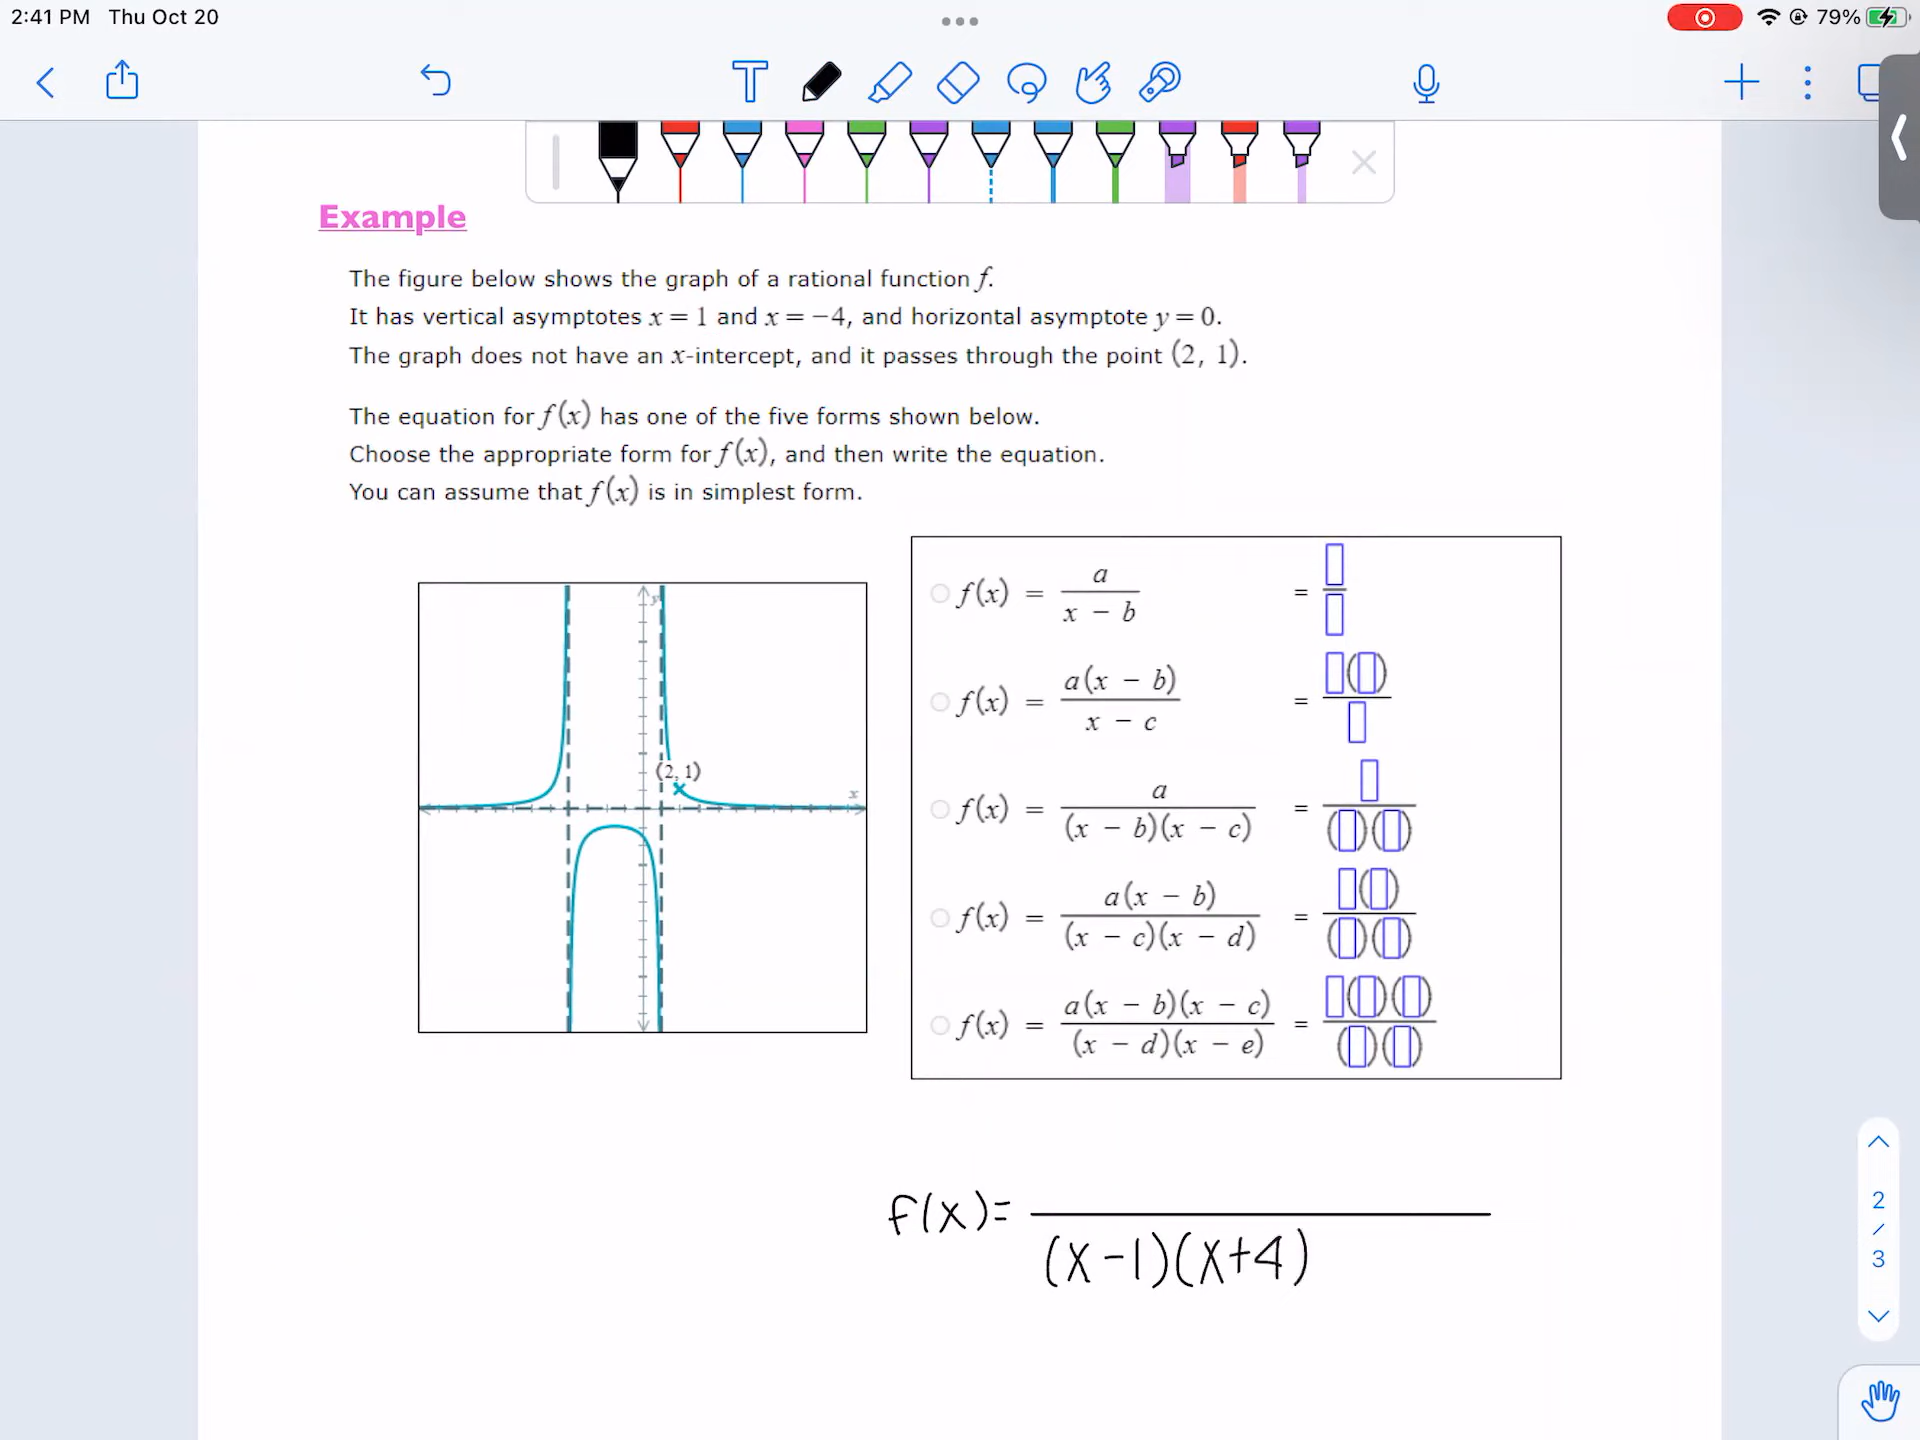 2:41 PM Thu Oct 20
79%
T
Example
The figure below shows the graph of a rational function f.
It has vertical asymptotes x = 1 and x = −4, and horizontal asymptote y = 0.
The graph does not have an x-intercept, and it passes through the point (2, 1).
The equation for f(x) has one of the five forms shown below.
Choose the appropriate form for f(x), and then write the equation.
You can assume that f(x) is in simplest form.
y
(2, 1)
x
f(x) = a / (x − b) = ▯/▯
f(x) = a(x − b) / (x − c) = ▯(▯)/▯
f(x) = a / ((x − b)(x − c)) = ▯/((▯)(▯))
f(x) = a(x − b) / ((x − c)(x − d)) = ▯(▯)/((▯)(▯))
f(x) = a(x − b)(x − c) / ((x − d)(x − e)) = ▯(▯)(▯)/((▯)(▯))
f(x)=
(x-1)(x+4)
2
/
3